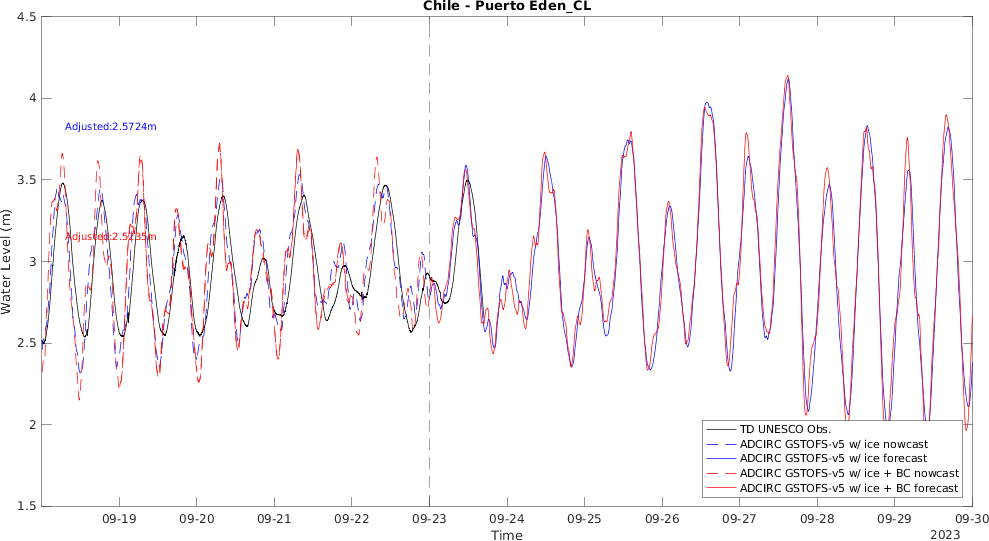 Chile - Puerto Eden_CL
4.5
4
3.5
3
2.5
2
1.5
Water Level (m)
Adjusted:2.5724m
Adjusted:2.5235m
TD UNESCO Obs.
ADCIRC GSTOFS-v5 w/ ice nowcast
ADCIRC GSTOFS-v5 w/ ice forecast
ADCIRC GSTOFS-v5 w/ ice + BC nowcast
ADCIRC GSTOFS-v5 w/ ice + BC forecast
09-19 09-20 09-21 09-22 09-23 09-24 09-25 09-26 09-27 09-28 09-29 09-30
Time
2023